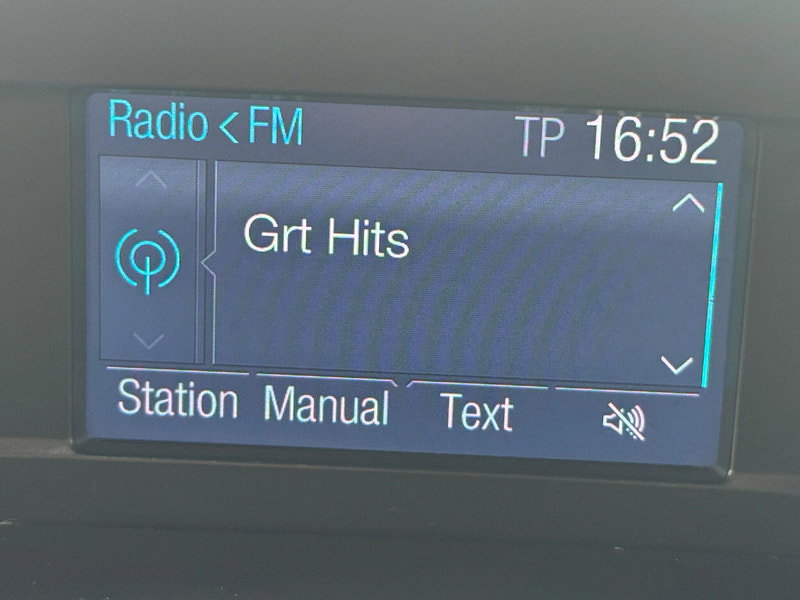 Radio < FM TP 16:52
Grt Hits
Station Manual Text